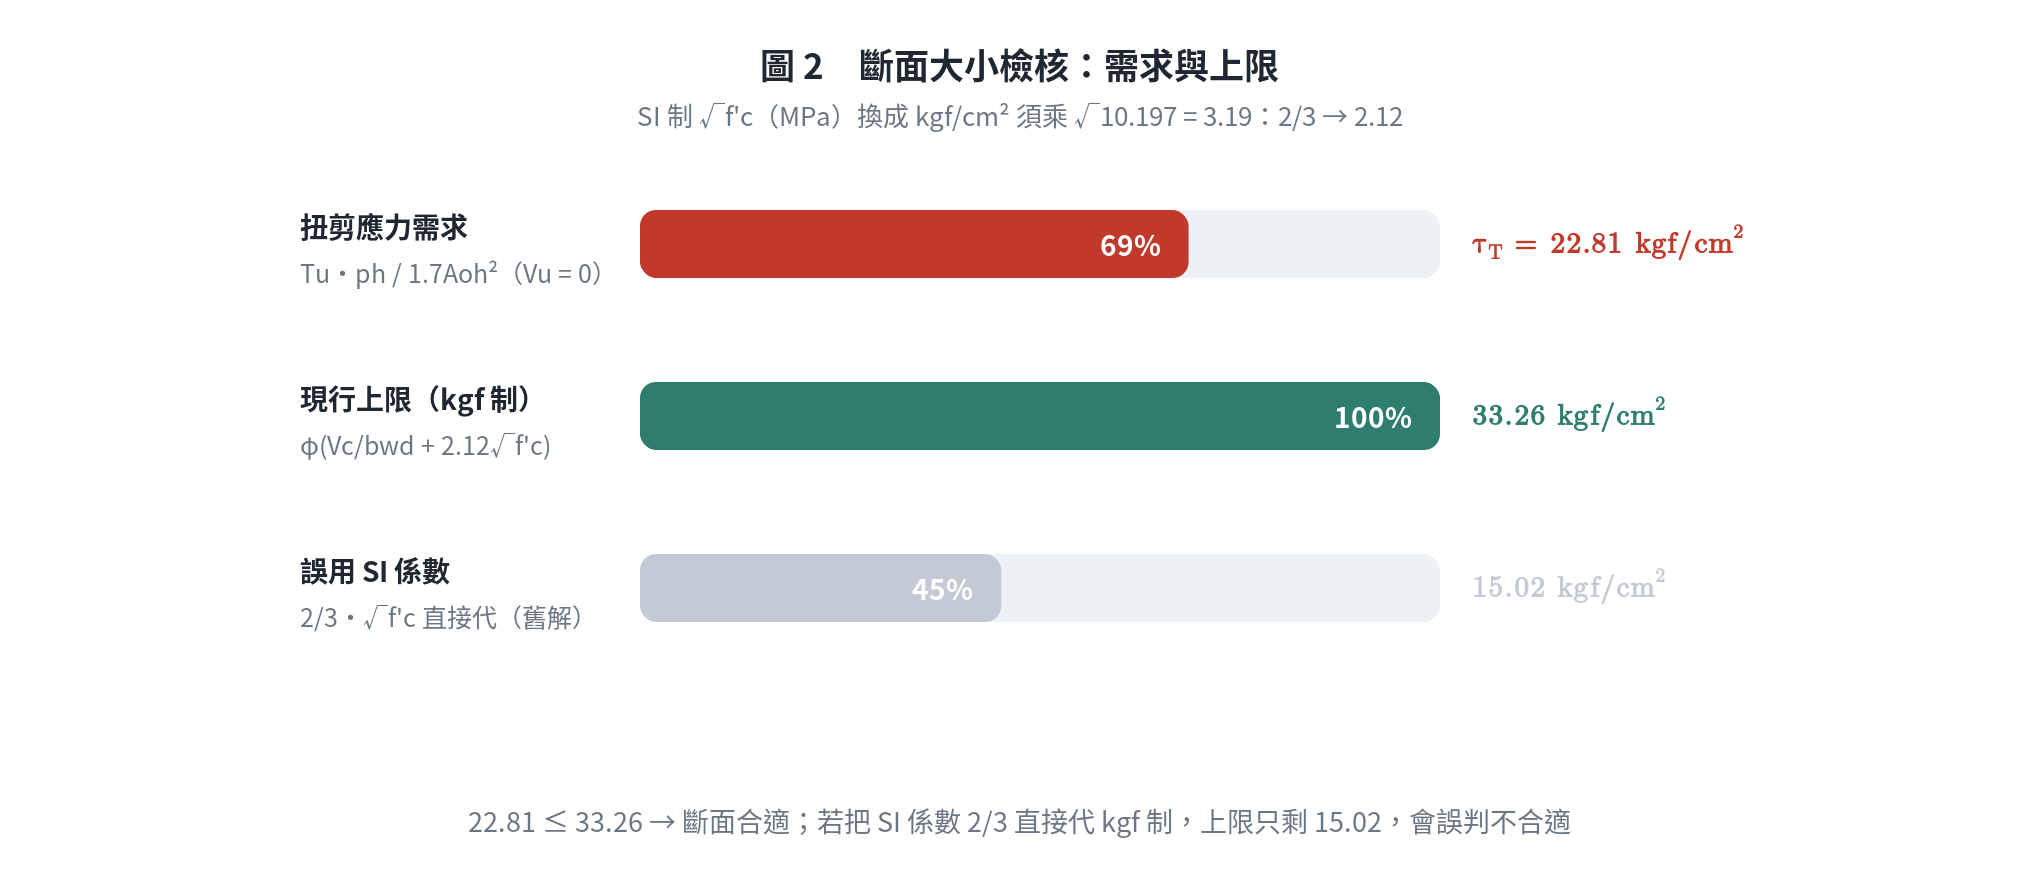 圖 2　斷面大小檢核：需求與上限
SI 制 √f'c（MPa）換成 kgf/cm² 須乘 √10.197 = 3.19：2/3 → 2.12
扭剪應力需求
Tu·ph / 1.7Aoh²（Vu = 0）
69%
τ_T = 22.81 kgf/cm²
現行上限（kgf 制）
φ(Vc/bwd + 2.12√f'c)
100%
33.26 kgf/cm²
誤用 SI 係數
2/3·√f'c 直接代（舊解）
45%
15.02 kgf/cm²
22.81 ≤ 33.26 → 斷面合適；若把 SI 係數 2/3 直接代 kgf 制，上限只剩 15.02，會誤判不合適